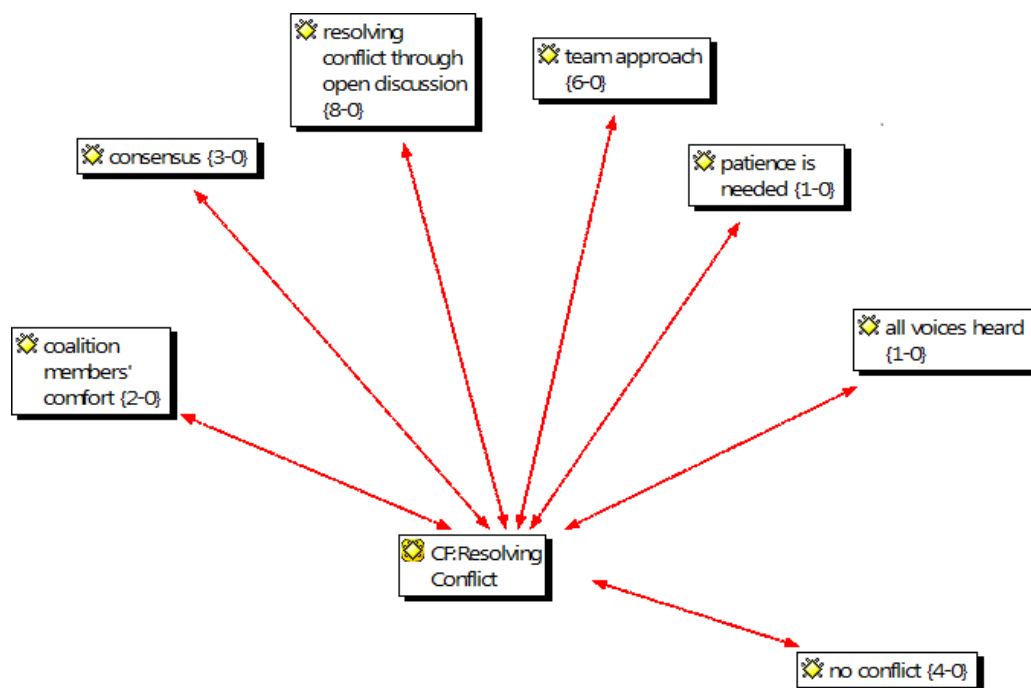 resolving
conflict through
open discussion
{8-0}
team approach
{6-0}
consensus {3-0}
patience is
needed {1-0}
all voices heard
{1-0}
coalition
members'
comfort {2-0}
CF:Resolving
Conflict
no conflict {4-0}